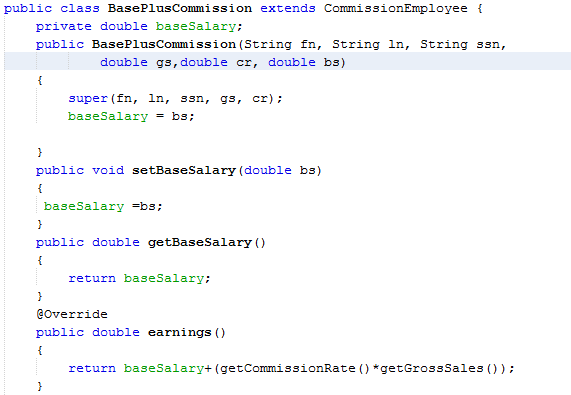 public class BasePlusCommission extends CommissionEmployee {
private double baseSalary;
public BasePlusCommission(String fn, String ln, String ssn,
double gs,double cr, double bs)
{
super(fn, ln, ssn, gs, cr);
baseSalary = bs;
}
public void setBaseSalary(double bs)
{
baseSalary =bs;
}
public double getBaseSalary()
{
return baseSalary;
}
@Override
public double earnings()
{
return baseSalary+(getCommissionRate()*getGrossSales());
}